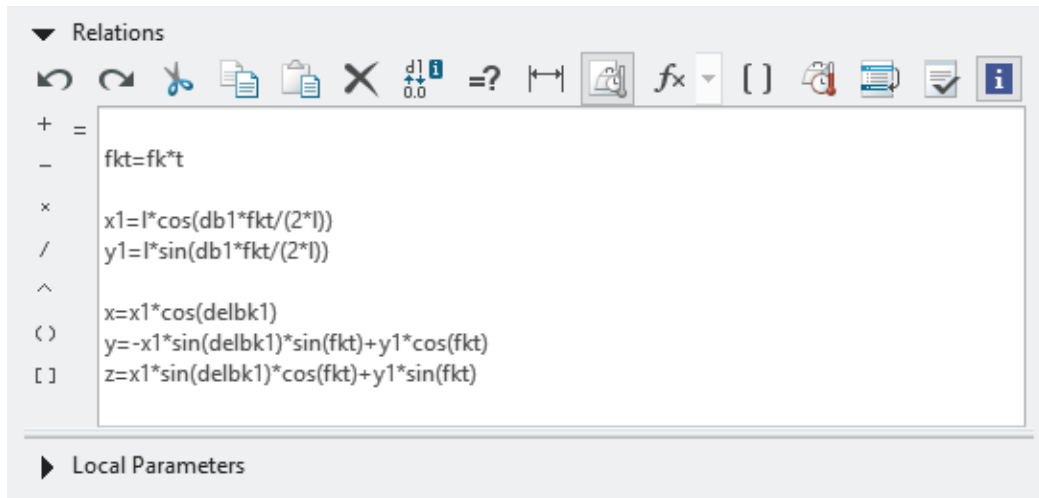 Relations
d1 i
0.0
=?
fx
[ ]
i
+ =
−
×
/
^
( )
[ ]
fkt=fk*t
x1=l*cos(db1*fkt/(2*l))
y1=l*sin(db1*fkt/(2*l))
x=x1*cos(delbk1)
y=-x1*sin(delbk1)*sin(fkt)+y1*cos(fkt)
z=x1*sin(delbk1)*cos(fkt)+y1*sin(fkt)
Local Parameters